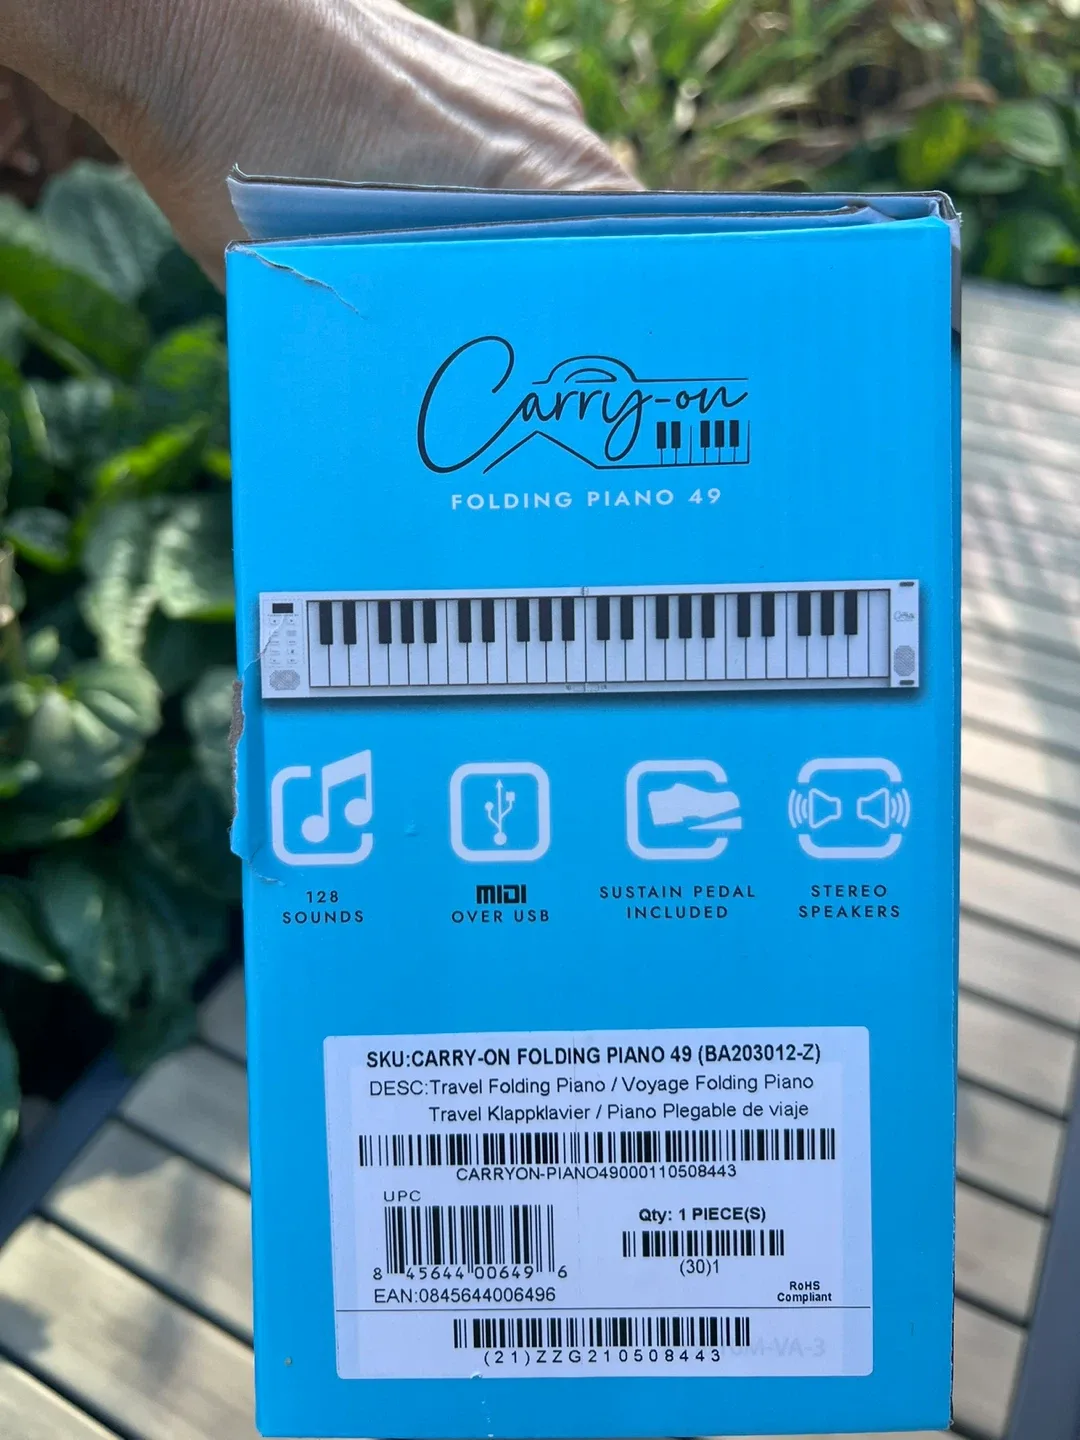 Carry-on
FOLDING PIANO 49
128
SOUNDS
MIDI
OVER USB
SUSTAIN PEDAL
INCLUDED
STEREO
SPEAKERS
SKU:CARRY-ON FOLDING PIANO 49 (BA203012-Z)
DESC:Travel Folding Piano / Voyage Folding Piano
Travel Klappklavier / Piano Plegable de viaje
CARRYON-PIANO49000110508443
UPC
8 45644 00649 6
EAN:0845644006496
Qty: 1 PIECE(S)
(30)1
RoHS
Compliant
(21)ZZG210508443